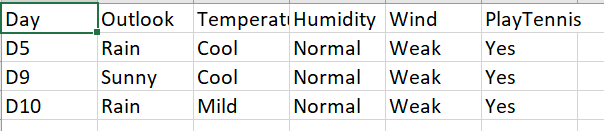 Day Outlook Temperatu Humidity Wind PlayTennis
D5 Rain Cool Normal Weak Yes
D9 Sunny Cool Normal Weak Yes
D10 Rain Mild Normal Weak Yes